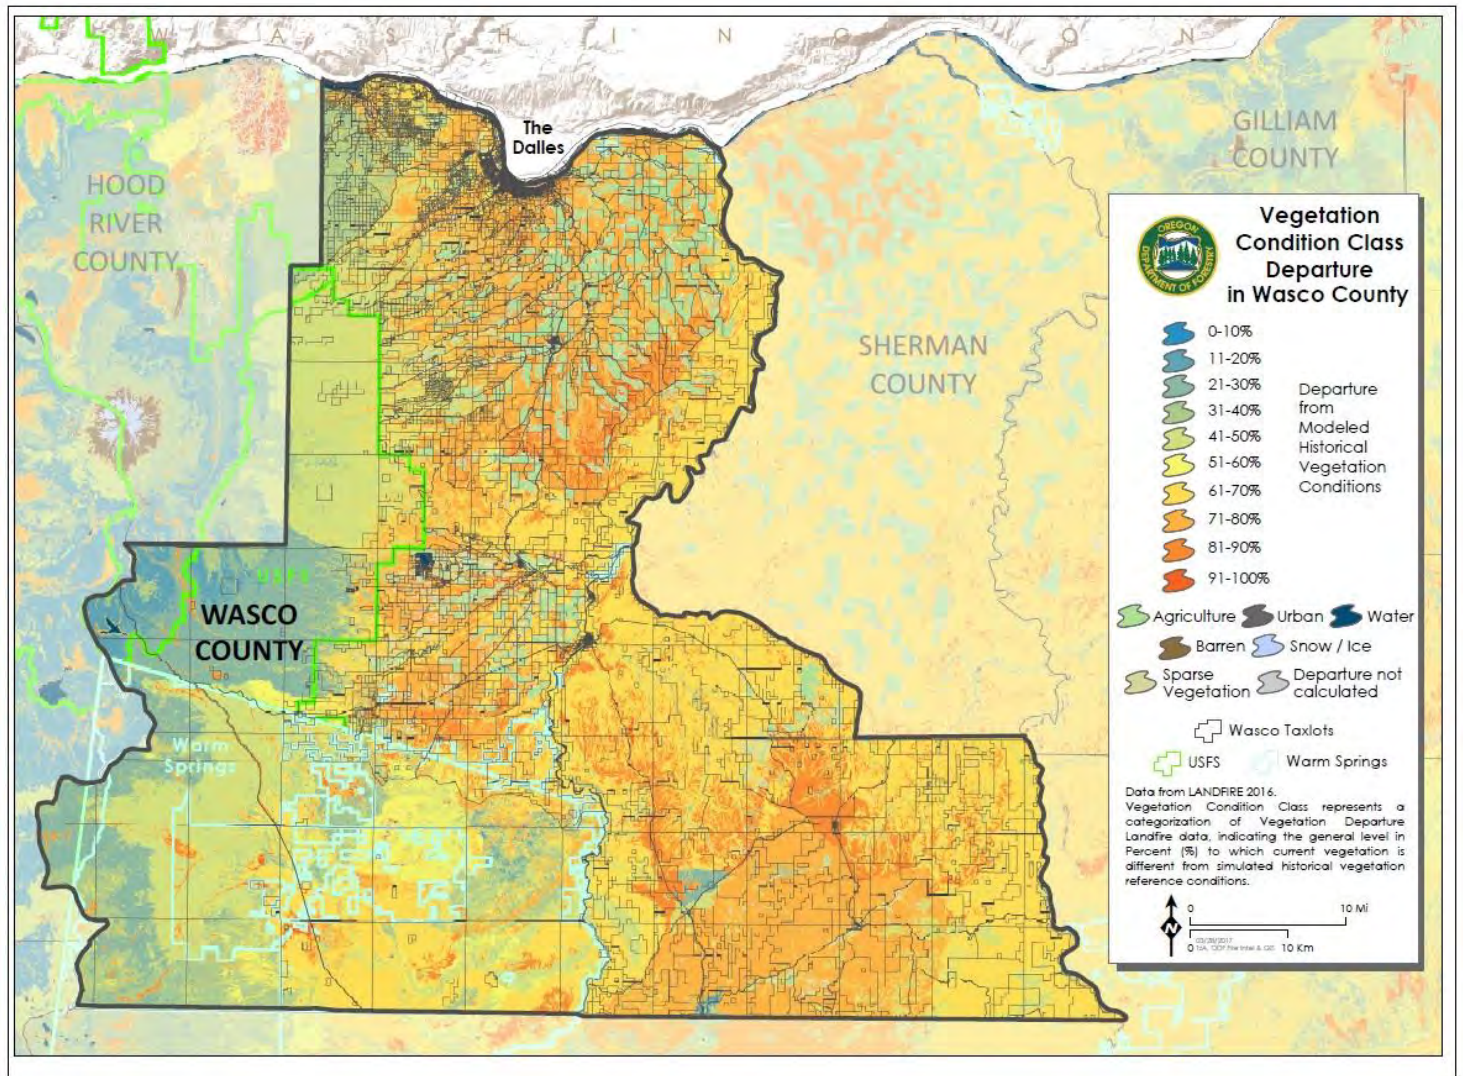 WASHINGTON
The
Dalles
GILLIAM
COUNTY
HOOD
RIVER
COUNTY
SHERMAN
COUNTY
USFS
WASCO
COUNTY
Warm
Springs
OREGON
DEPARTMENT OF FORESTRY
Vegetation
Condition Class
Departure
in Wasco County
0-10%
11-20%
21-30%
31-40%
41-50%
51-60%
61-70%
71-80%
81-90%
91-100%
Departure
from
Modeled
Historical
Vegetation
Conditions
Agriculture Urban Water
Barren Snow / Ice
Sparse
Vegetation
Departure not
calculated
Wasco Taxlots
USFS Warm Springs
Data from LANDFIRE 2016.
Vegetation Condition Class represents a
categorization of Vegetation Departure
Landfire data, indicating the general level in
Percent (%) to which current vegetation is
different from simulated historical vegetation
reference conditions.
N
0 10 Mi
0 10 Km